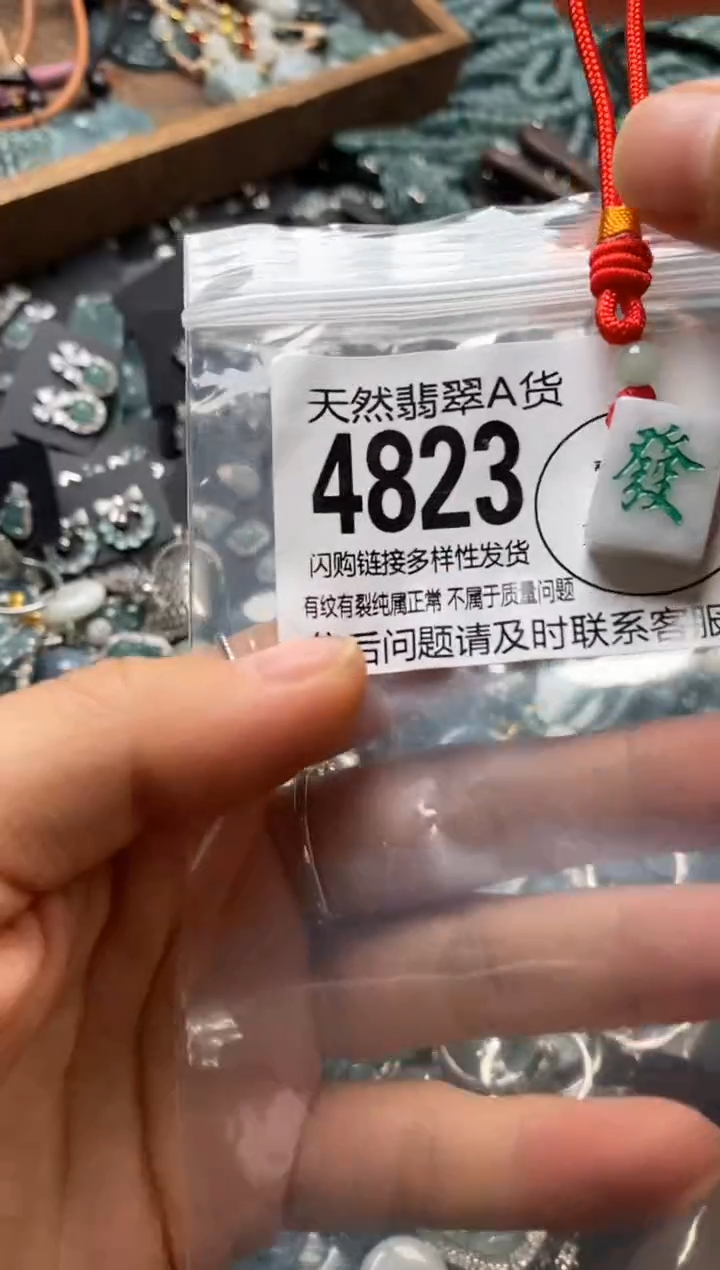 天然翡翠A货
4823
發
闪购链接多样性发货
有纹有裂纯属正常 不属于质量问题
后问题请及时联系客服